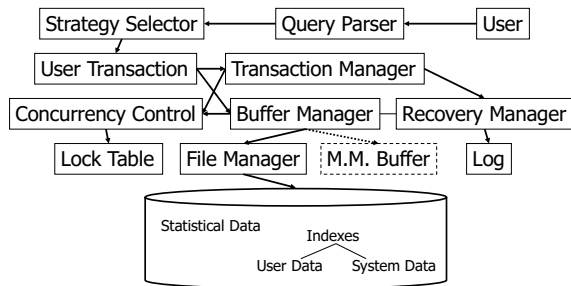 Strategy Selector Query Parser User
User Transaction Transaction Manager
Concurrency Control Buffer Manager Recovery Manager
Lock Table File Manager M.M. Buffer Log
Statistical Data
Indexes
User Data System Data